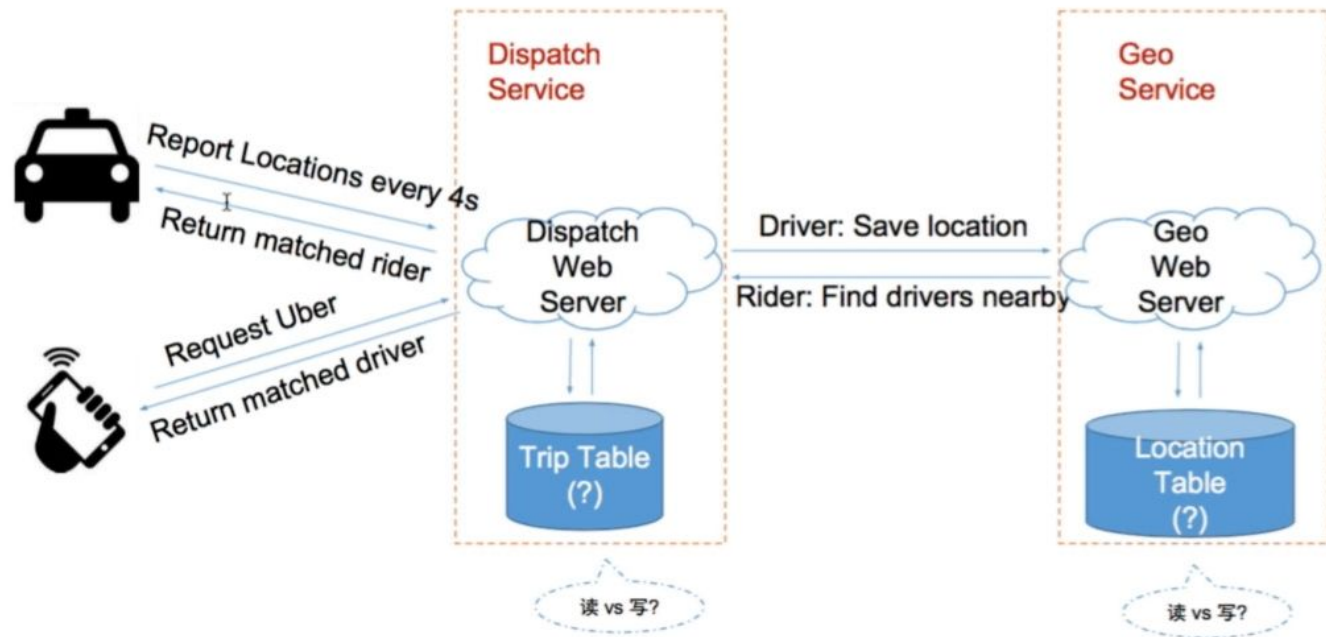 Dispatch
Service
Geo
Service
Report Locations every 4s
Return matched rider
Request Uber
Return matched driver
Dispatch
Web
Server
Driver: Save location
Rider: Find drivers nearby
Geo
Web
Server
Trip Table
(?)
Location
Table
(?)
读 vs 写?
读 vs 写?